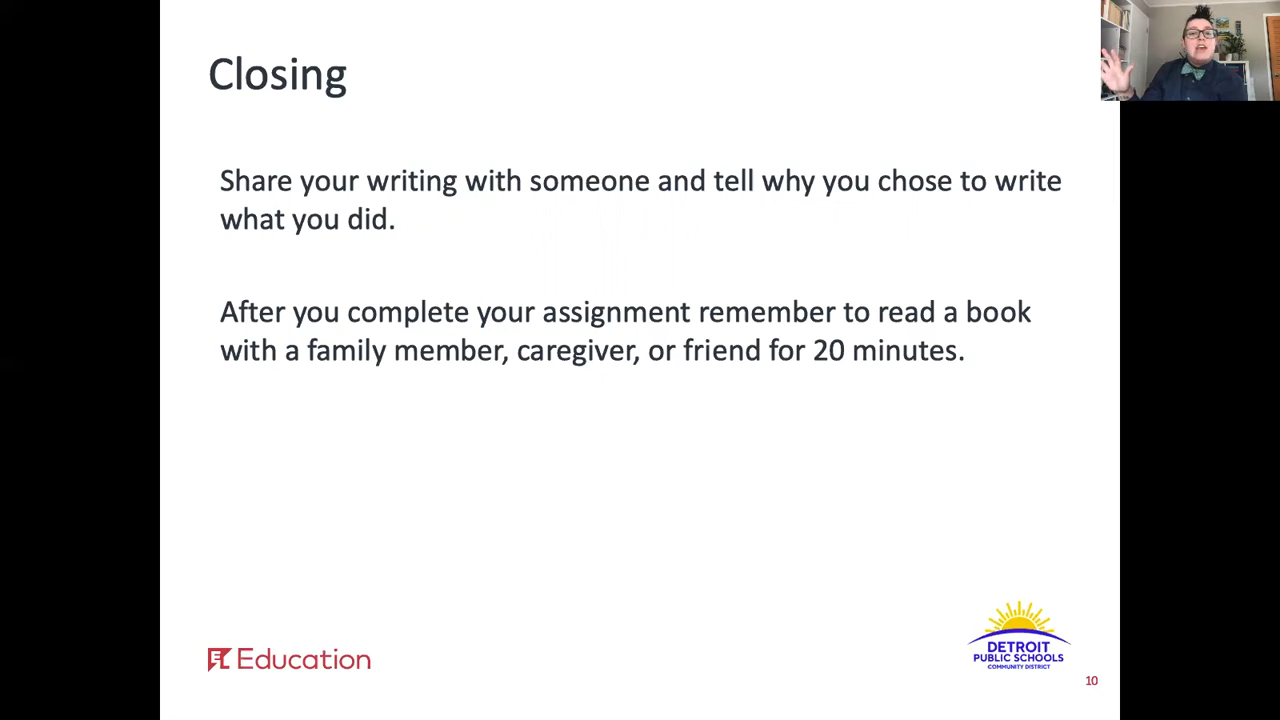 Closing
Share your writing with someone and tell why you chose to write
what you did.
After you complete your assignment remember to read a book
with a family member, caregiver, or friend for 20 minutes.
EL Education
DETROIT
PUBLIC SCHOOLS
COMMUNITY DISTRICT
10